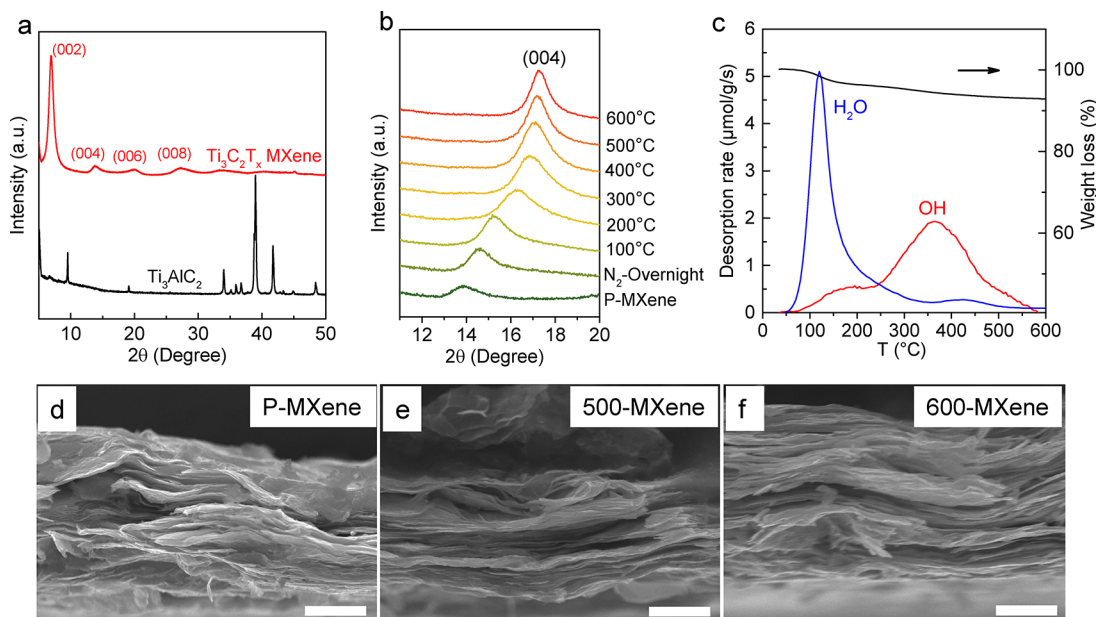 a
(002)
(004)
(006)
(008)
Ti₃C₂Tₓ MXene
Ti₃AlC₂
Intensity (a.u.)
10
20
30
40
50
2θ (Degree)
b
(004)
600°C
500°C
400°C
300°C
200°C
100°C
N₂-Overnight
P-MXene
Intensity (a.u.)
12
14
16
18
20
2θ (Degree)
c
6
5
4
3
2
1
0
Desorption rate (μmol/g/s)
H₂O
OH
100
80
60
Weight loss (%)
0
100
200
300
400
500
600
T (°C)
d
P-MXene
e
500-MXene
f
600-MXene